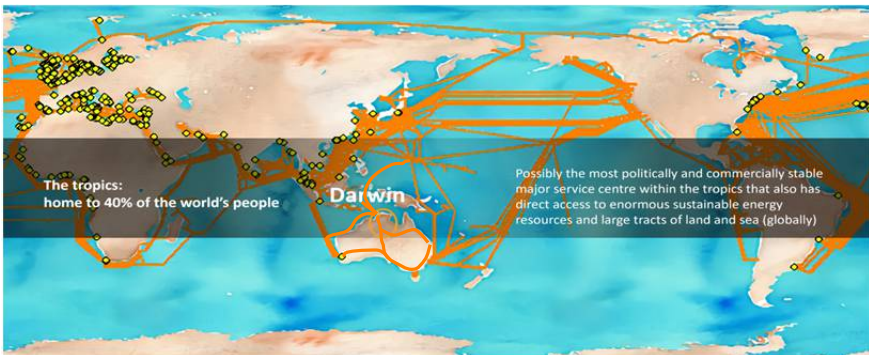 The tropics:
home to 40% of the world's people
Darwin
Possibly the most politically and commercially stable
major service centre within the tropics that also has
direct access to enormous sustainable energy
resources and large tracts of land and sea (globally)